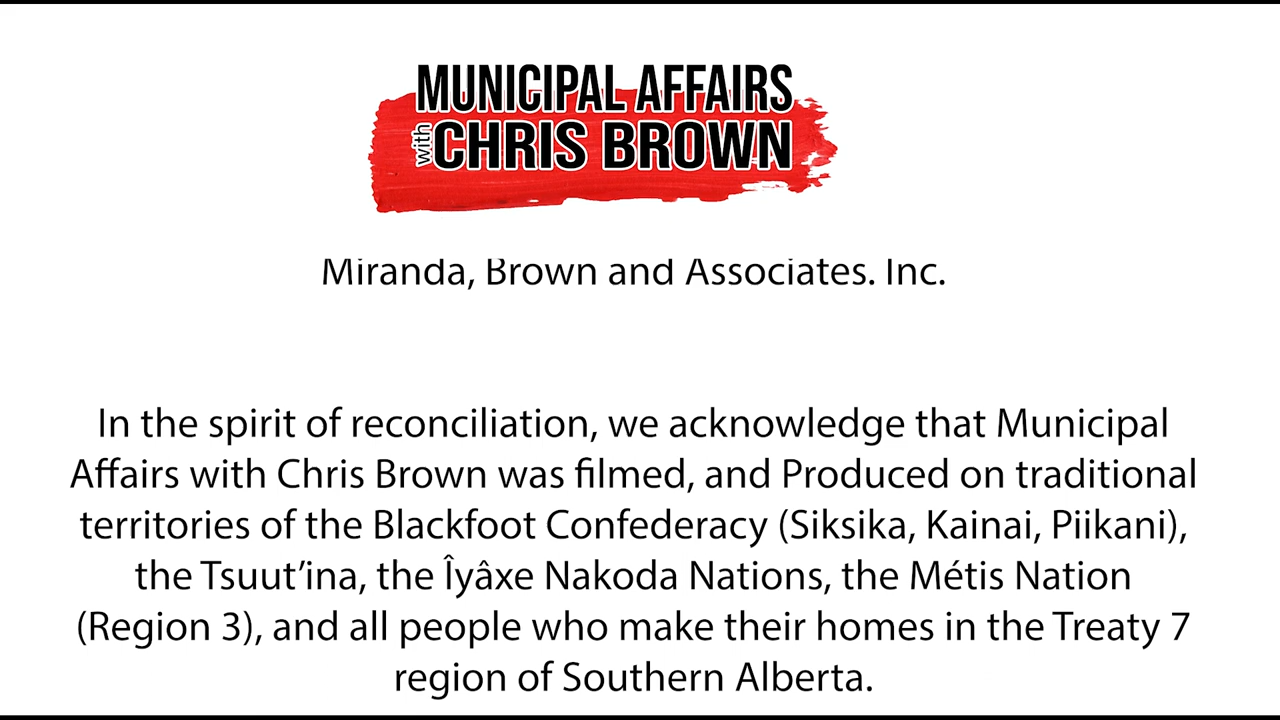 MUNICIPAL AFFAIRS
with CHRIS BROWN
Miranda, Brown and Associates. Inc.
In the spirit of reconciliation, we acknowledge that Municipal
Affairs with Chris Brown was filmed, and Produced on traditional
territories of the Blackfoot Confederacy (Siksika, Kainai, Piikani),
the Tsuut’ina, the Îyâxe Nakoda Nations, the Métis Nation
(Region 3), and all people who make their homes in the Treaty 7
region of Southern Alberta.